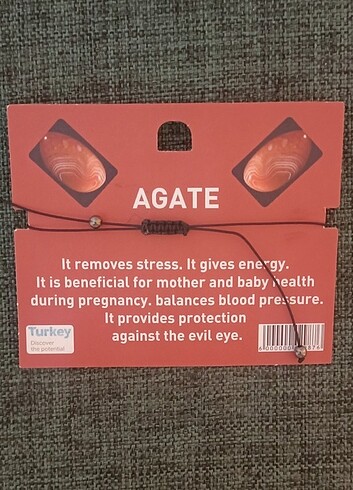 AGATE
It removes stress. It gives energy.
It is beneficial for mother and baby health
during pregnancy. balances blood pressure.
It provides protection
against the evil eye.
Turkey
Discover
the potential